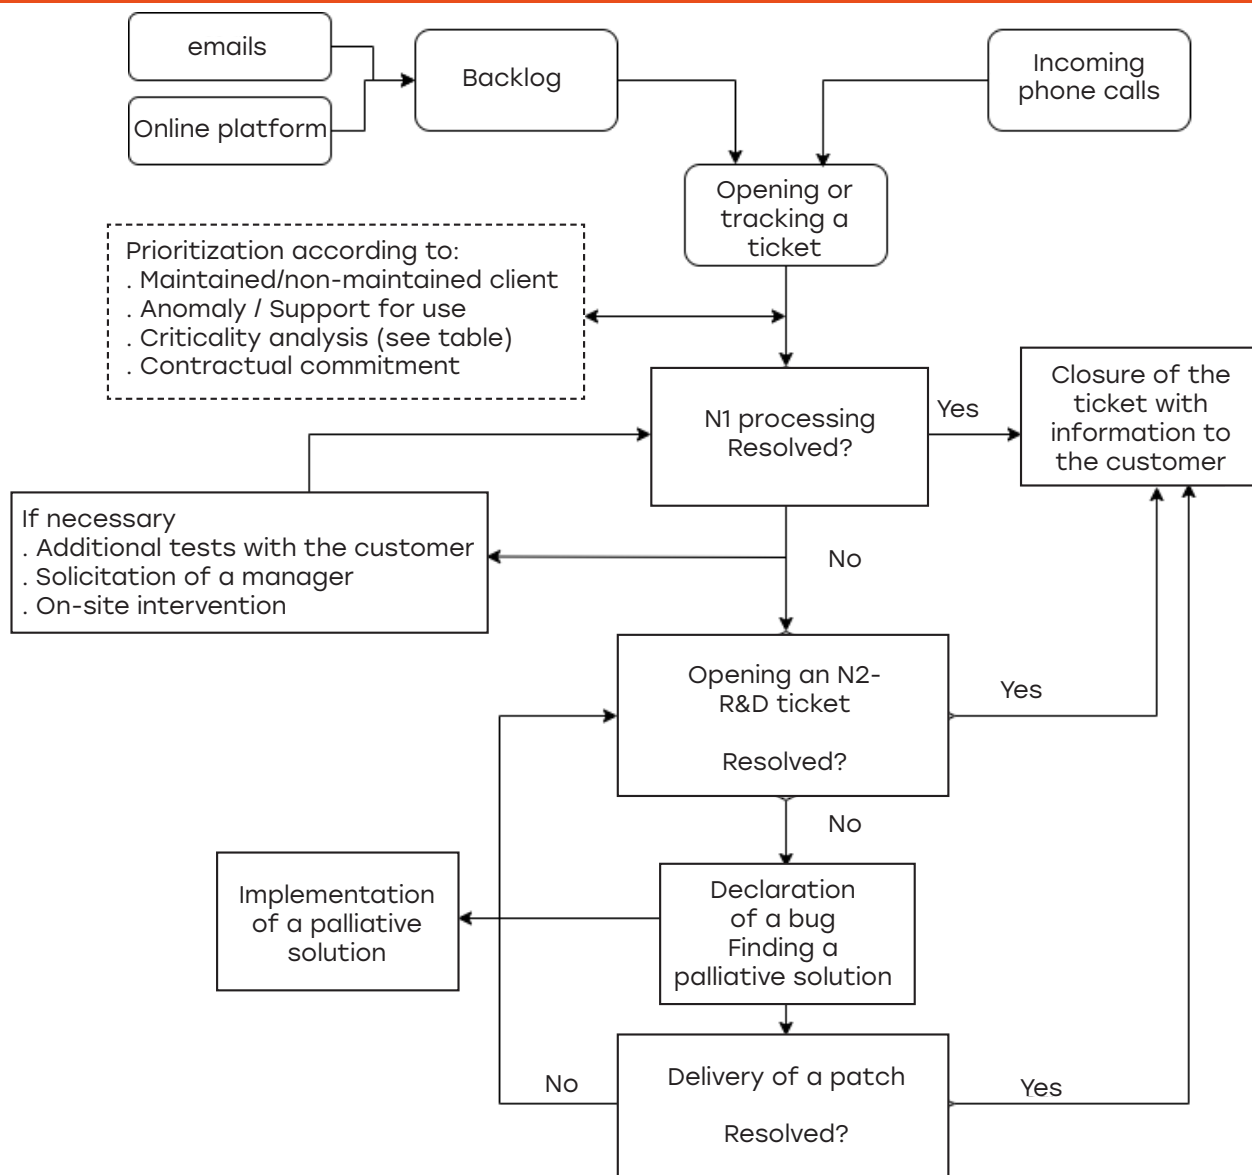 emails
Online platform
Backlog
Incoming
phone calls
Opening or
tracking a
ticket
Prioritization according to:
. Maintained/non-maintained client
. Anomaly / Support for use
. Criticality analysis (see table)
. Contractual commitment
N1 processing
Resolved?
Yes
Closure of the
ticket with
information to
the customer
If necessary
. Additional tests with the customer
. Solicitation of a manager
. On-site intervention
No
Opening an N2-
R&D ticket
Resolved?
Yes
No
Implementation
of a palliative
solution
Declaration
of a bug
Finding a
palliative solution
No
Delivery of a patch
Resolved?
Yes